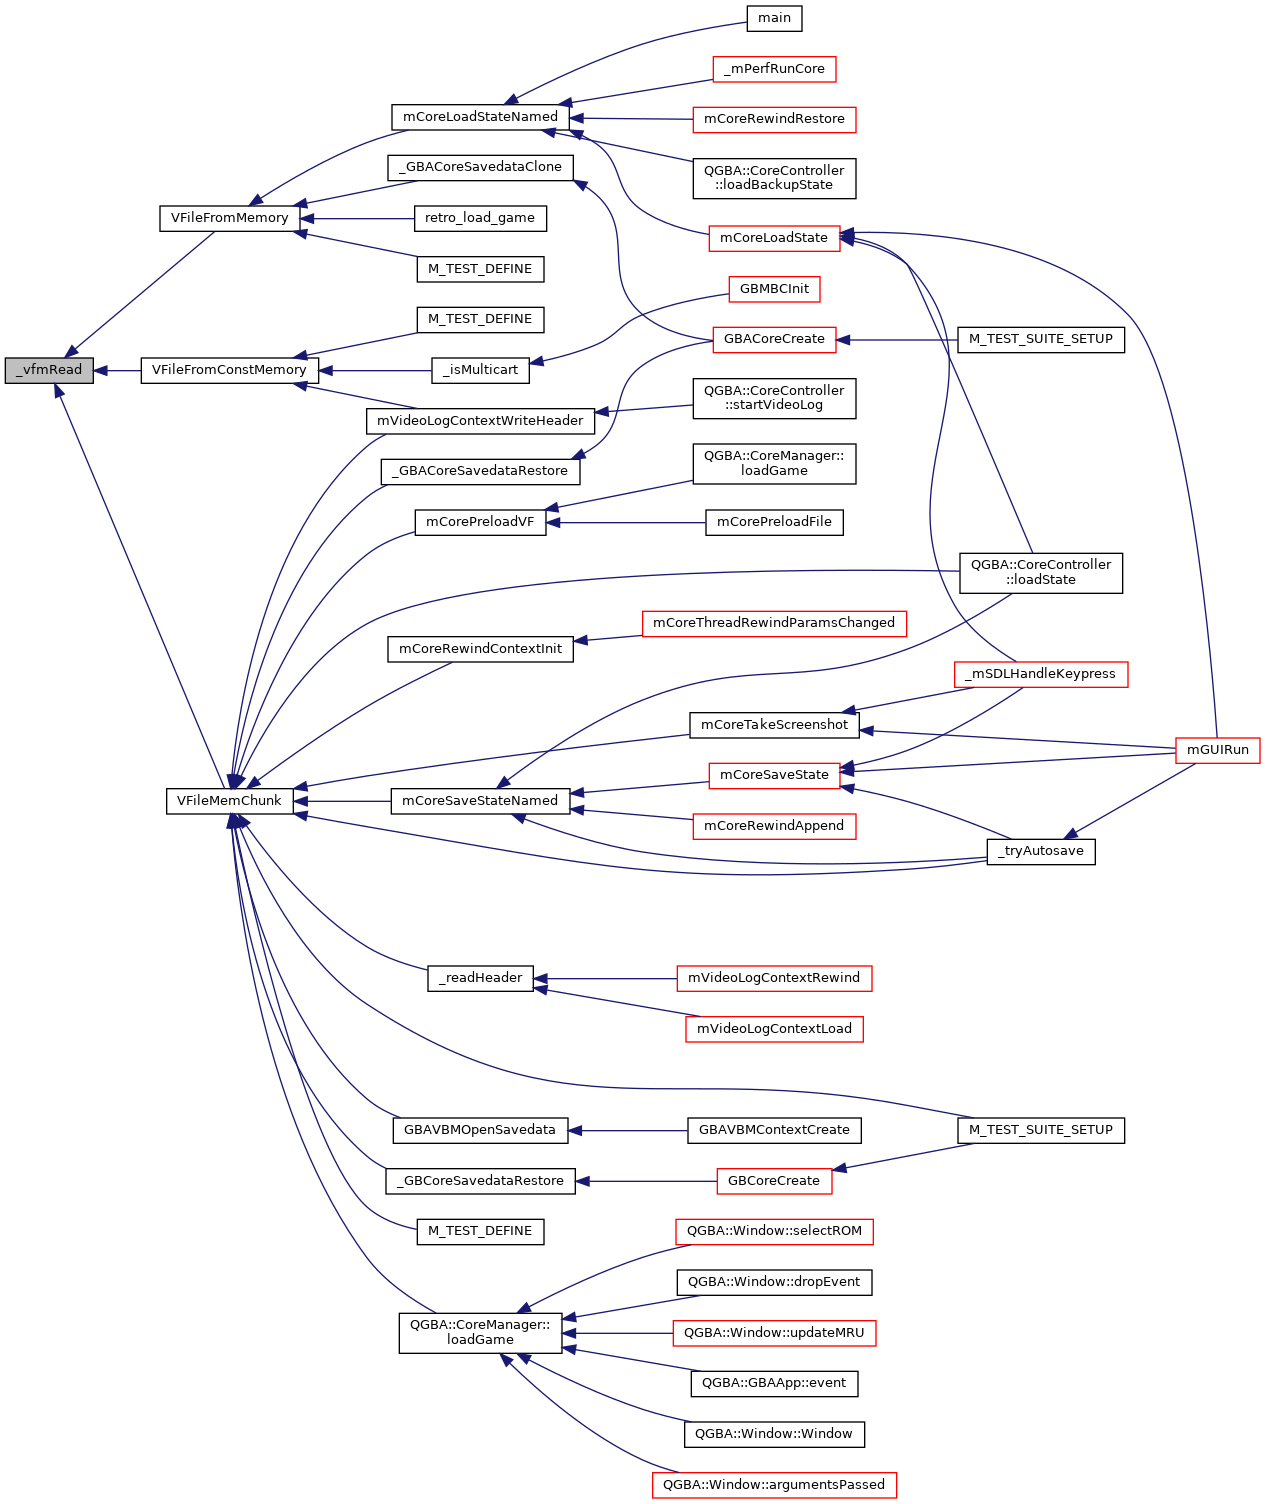 main
_mPerfRunCore
mCoreLoadStateNamed
mCoreRewindRestore
_GBACoreSavedataClone
QGBA::CoreController
::loadBackupState
VFileFromMemory
retro_load_game
mCoreLoadState
M_TEST_DEFINE
GBMBCInit
M_TEST_DEFINE
GBACoreCreate
M_TEST_SUITE_SETUP
_vfmRead
VFileFromConstMemory
_isMulticart
QGBA::CoreController
::startVideoLog
mVideoLogContextWriteHeader
_GBACoreSavedataRestore
QGBA::CoreManager::
loadGame
mCorePreloadVF
mCorePreloadFile
QGBA::CoreController
::loadState
mCoreThreadRewindParamsChanged
mCoreRewindContextInit
_mSDLHandleKeypress
mCoreTakeScreenshot
mGUIRun
mCoreSaveState
VFileMemChunk
mCoreSaveStateNamed
mCoreRewindAppend
_tryAutosave
_readHeader
mVideoLogContextRewind
mVideoLogContextLoad
GBAVBMOpenSavedata
GBAVBMContextCreate
M_TEST_SUITE_SETUP
_GBCoreSavedataRestore
GBCoreCreate
M_TEST_DEFINE
QGBA::Window::selectROM
QGBA::Window::dropEvent
QGBA::CoreManager::
loadGame
QGBA::Window::updateMRU
QGBA::GBAApp::event
QGBA::Window::Window
QGBA::Window::argumentsPassed